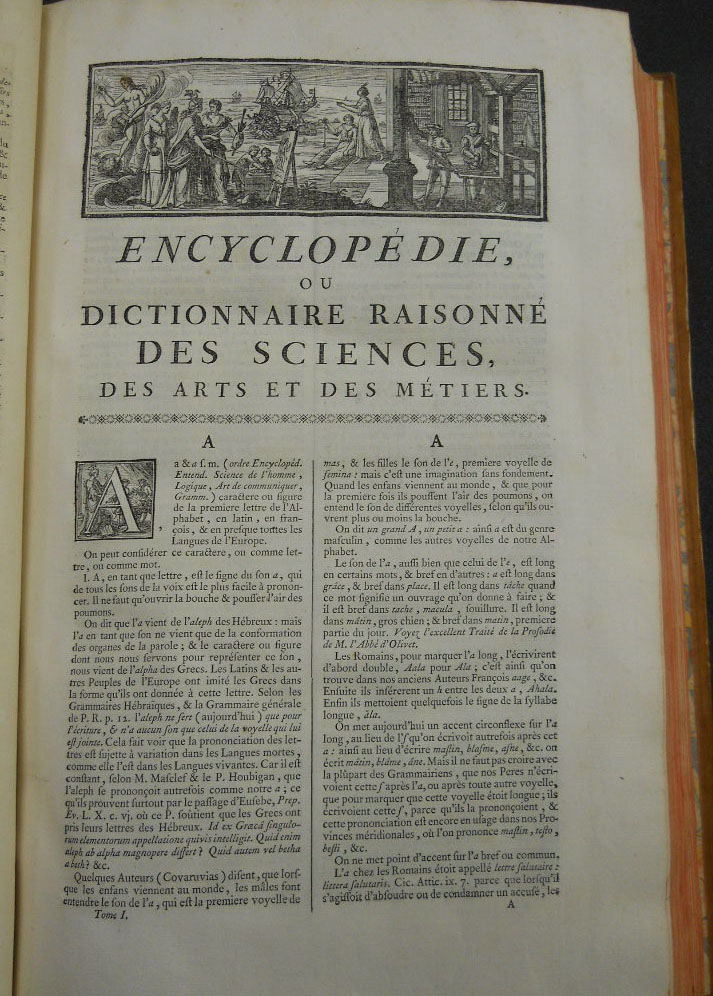 ENCYCLOPÉDIE,
OU
DICTIONNAIRE RAISONNÉ
DES SCIENCES,
DES ARTS ET DES MÉTIERS.
A
A, a & a ſ. m. (ordre Encyclopéd.
Entend. Science de l'homme,
Logique, Art de communiquer,
Gramm.) caractere ou figure
de la premiere lettre de l'Al-
phabet, en latin, en fran-
çois, & en preſque toutes les
Langues de l'Europe.
On peut conſidérer ce caractere, ou comme let-
tre, ou comme mot.
I. A, en tant que lettre, eſt le ſigne du ſon a, qui
de tous les ſons de la voix eſt le plus facile à pronon-
cer. Il ne faut qu'ouvrir la bouche & pouſſer l'air des
poumons.
On dit que l'a vient de l'aleph des Hébreux : mais
l'a en tant que ſon ne vient que de la conformation
des organes de la parole ; & le caractere ou figure
dont nous nous ſervons pour repréſenter ce ſon,
nous vient de l'alpha des Grecs. Les Latins & les au-
tres Peuples de l'Europe ont imité les Grecs dans
la forme qu'ils ont donnée à cette lettre. Selon les
Grammaires Hébraïques, & la Grammaire générale
de P. R. p. 12. l'aleph ne ſert (aujourd'hui) que pour
l'écriture, & n'a aucun ſon que celui de la voyelle qui lui
eſt jointe. Cela fait voir que la prononciation des let-
tres eſt ſujette à variation dans les Langues mortes,
comme elle l'eſt dans les Langues vivantes. Car il eſt
conſtant, ſelon M. Maſclef & le P. Houbigan, que
l'aleph ſe prononçoit autrefois comme notre a ; ce
qu'ils prouvent ſurtout par le paſſage d'Euſebe, Prep.
Ev. L. X. c. vj. où ce P. ſoûtient que les Grecs ont
pris leurs lettres des Hébreux. Id ex Græcâ ſingulo-
rum elementorum appellatione quivis intelligit. Quid enim
aleph ab alpha magnopere differt ? Quid autem vel betha
a beth ? &c.
Quelques Auteurs (Covaruvias) diſent, que lorſ-
que les enfans viennent au monde, les mâles font
entendre le ſon de l'a, qui eſt la premiere voyelle de
Tome I.
A
mas, & les filles le ſon de l'e, premiere voyelle de
femina : mais c'eſt une imagination ſans fondement.
Quand les enfans viennent au monde, & que pour
la premiere fois ils pouſſent l'air des poumons, on
entend le ſon de différentes voyelles, ſelon qu'ils ou-
vrent plus ou moins la bouche.
On dit un grand A, un petit a : ainſi a eſt du genre
maſculin, comme les autres voyelles de notre Al-
phabet.
Le ſon de l'a, auſſi bien que celui de l'e, eſt long
en certains mots, & bref en d'autres : a eſt long dans
grâce, & bref dans place. Il eſt long dans tâche quand
ce mot ſignifie un ouvrage qu'on donne à faire ; &
il eſt bref dans tache, macula, ſouillure. Il eſt long
dans mâtin, gros chien ; & bref dans matin, premiere
partie du jour. Voyez l'excellent Traité de la Proſodie
de M. l'Abbé d'Olivet.
Les Romains, pour marquer l'a long, l'écrivirent
d'abord double, Aala pour Ala ; c'eſt ainſi qu'on
trouve dans nos anciens Auteurs François aage, &c.
Enſuite ils inſérerent un h entre les deux a, Ahala.
Enfin ils mettoient quelquefois le ſigne de la ſyllabe
longue, āla.
On met aujourd'hui un accent circonflexe ſur l'a
long, au lieu de l'ſ qu'on écrivoit autrefois après cet
a : ainſi au lieu d'écrire maſtin, blaſme, aſne, &c. on
écrit mâtin, blâme, âne. Mais il ne faut pas croire avec
la plûpart des Grammairiens, que nos Peres n'écri-
voient cette ſ après l'a, ou après toute autre voyelle,
que pour marquer que cette voyelle étoit longue ; ils
écrivoient cette ſ, parce qu'ils la prononçoient, &
cette prononciation eſt encore en uſage dans nos Pro-
vinces méridionales, où l'on prononce maſtin, teſto,
beſti, &c.
On ne met point d'accent ſur l'a bref ou commun.
L'a chez les Romains étoit appellé lettre ſalutaire :
littera ſalutaris. Cic. Attic. ix. 7. parce que lorſqu'il
s'agiſſoit d'abſoudre ou de condamner un accuſé, les
A